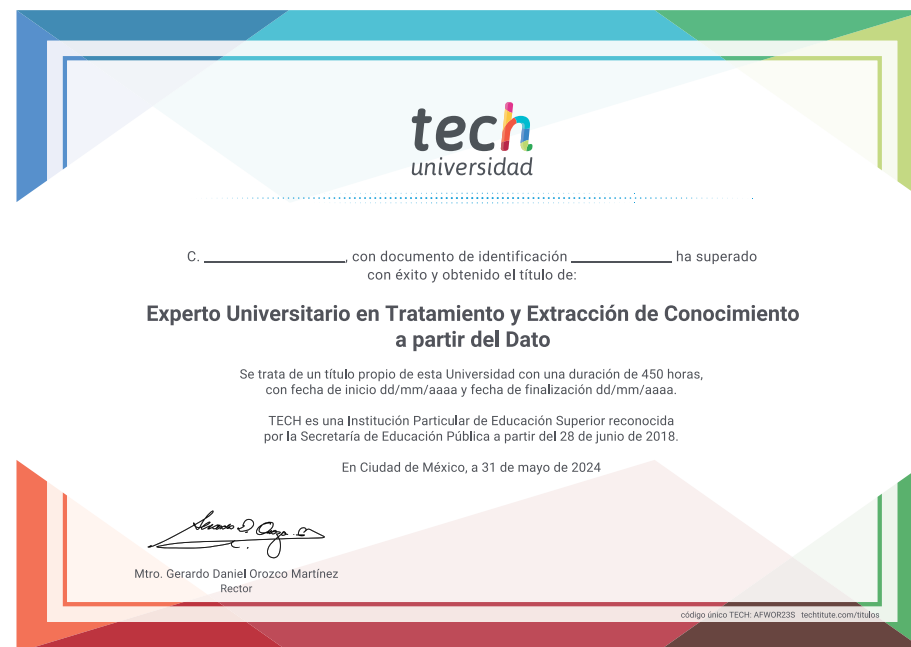 tech
universidad
C. ____________, con documento de identificación ____________ ha superado
con éxito y obtenido el título de:
Experto Universitario en Tratamiento y Extracción de Conocimiento
a partir del Dato
Se trata de un título propio de esta Universidad con una duración de 450 horas,
con fecha de inicio dd/mm/aaaa y fecha de finalización dd/mm/aaaa.
TECH es una Institución Particular de Educación Superior reconocida
por la Secretaría de Educación Pública a partir del 28 de junio de 2018.
En Ciudad de México, a 31 de mayo de 2024
Mtro. Gerardo Daniel Orozco Martínez
Rector
código único TECH: AFWOR23S techtitute.com/titulos